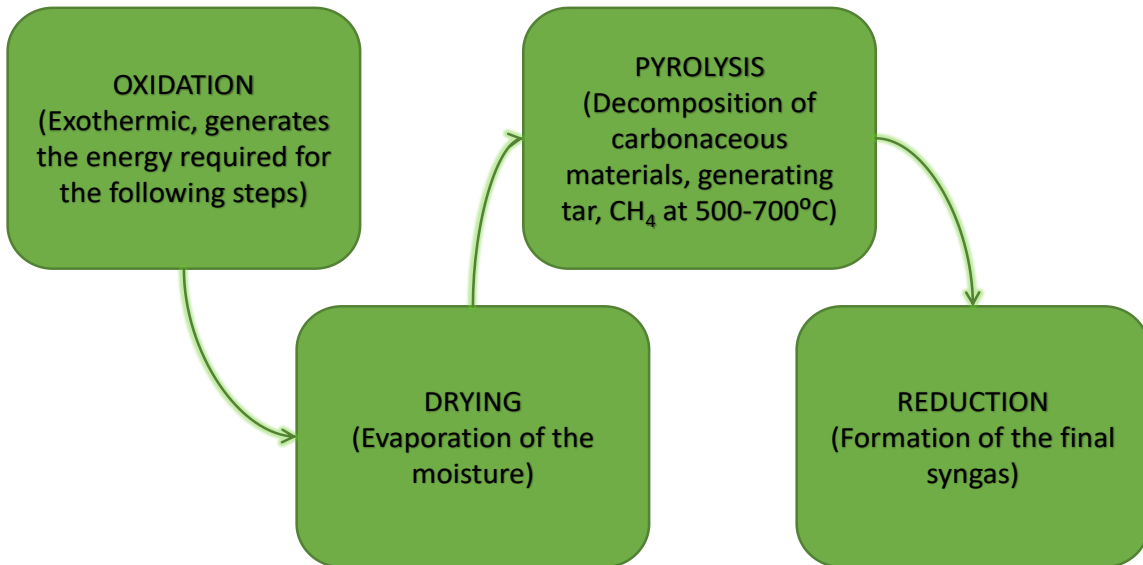 OXIDATION
(Exothermic, generates
the energy required for
the following steps)
DRYING
(Evaporation of the
moisture)
PYROLYSIS
(Decomposition of
carbonaceous
materials, generating
tar, CH₄ at 500-700⁰C)
REDUCTION
(Formation of the final
syngas)